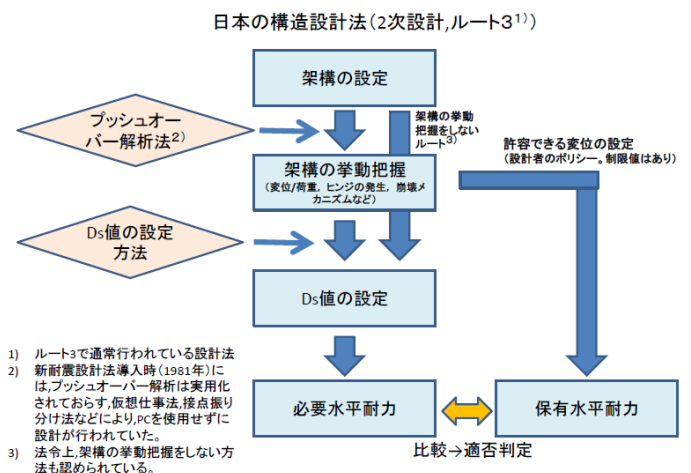 日本の構造設計法(2次設計,ルート3¹⁾)
架構の設定
プッシュオー
バー解析法²⁾
架構の挙動
把握をしない
ルート³⁾
許容できる変位の設定
(設計者のポリシー。制限値はあり)
架構の挙動把握
(変位/荷重, ヒンジの発生, 崩壊メ
カニズムなど)
Ds値の設定
方法
Ds値の設定
1) ルート3で通常行われている設計法
2) 新耐震設計法導入時(1981年)に
は,プッシュオーバー解析は実用化
されておらず,仮想仕事法,接点振り
分け法などにより,PCを使用せずに
設計が行われていた。
3) 法令上,架構の挙動把握をしない方
法も認められている。
必要水平耐力
保有水平耐力
比較→適否判定